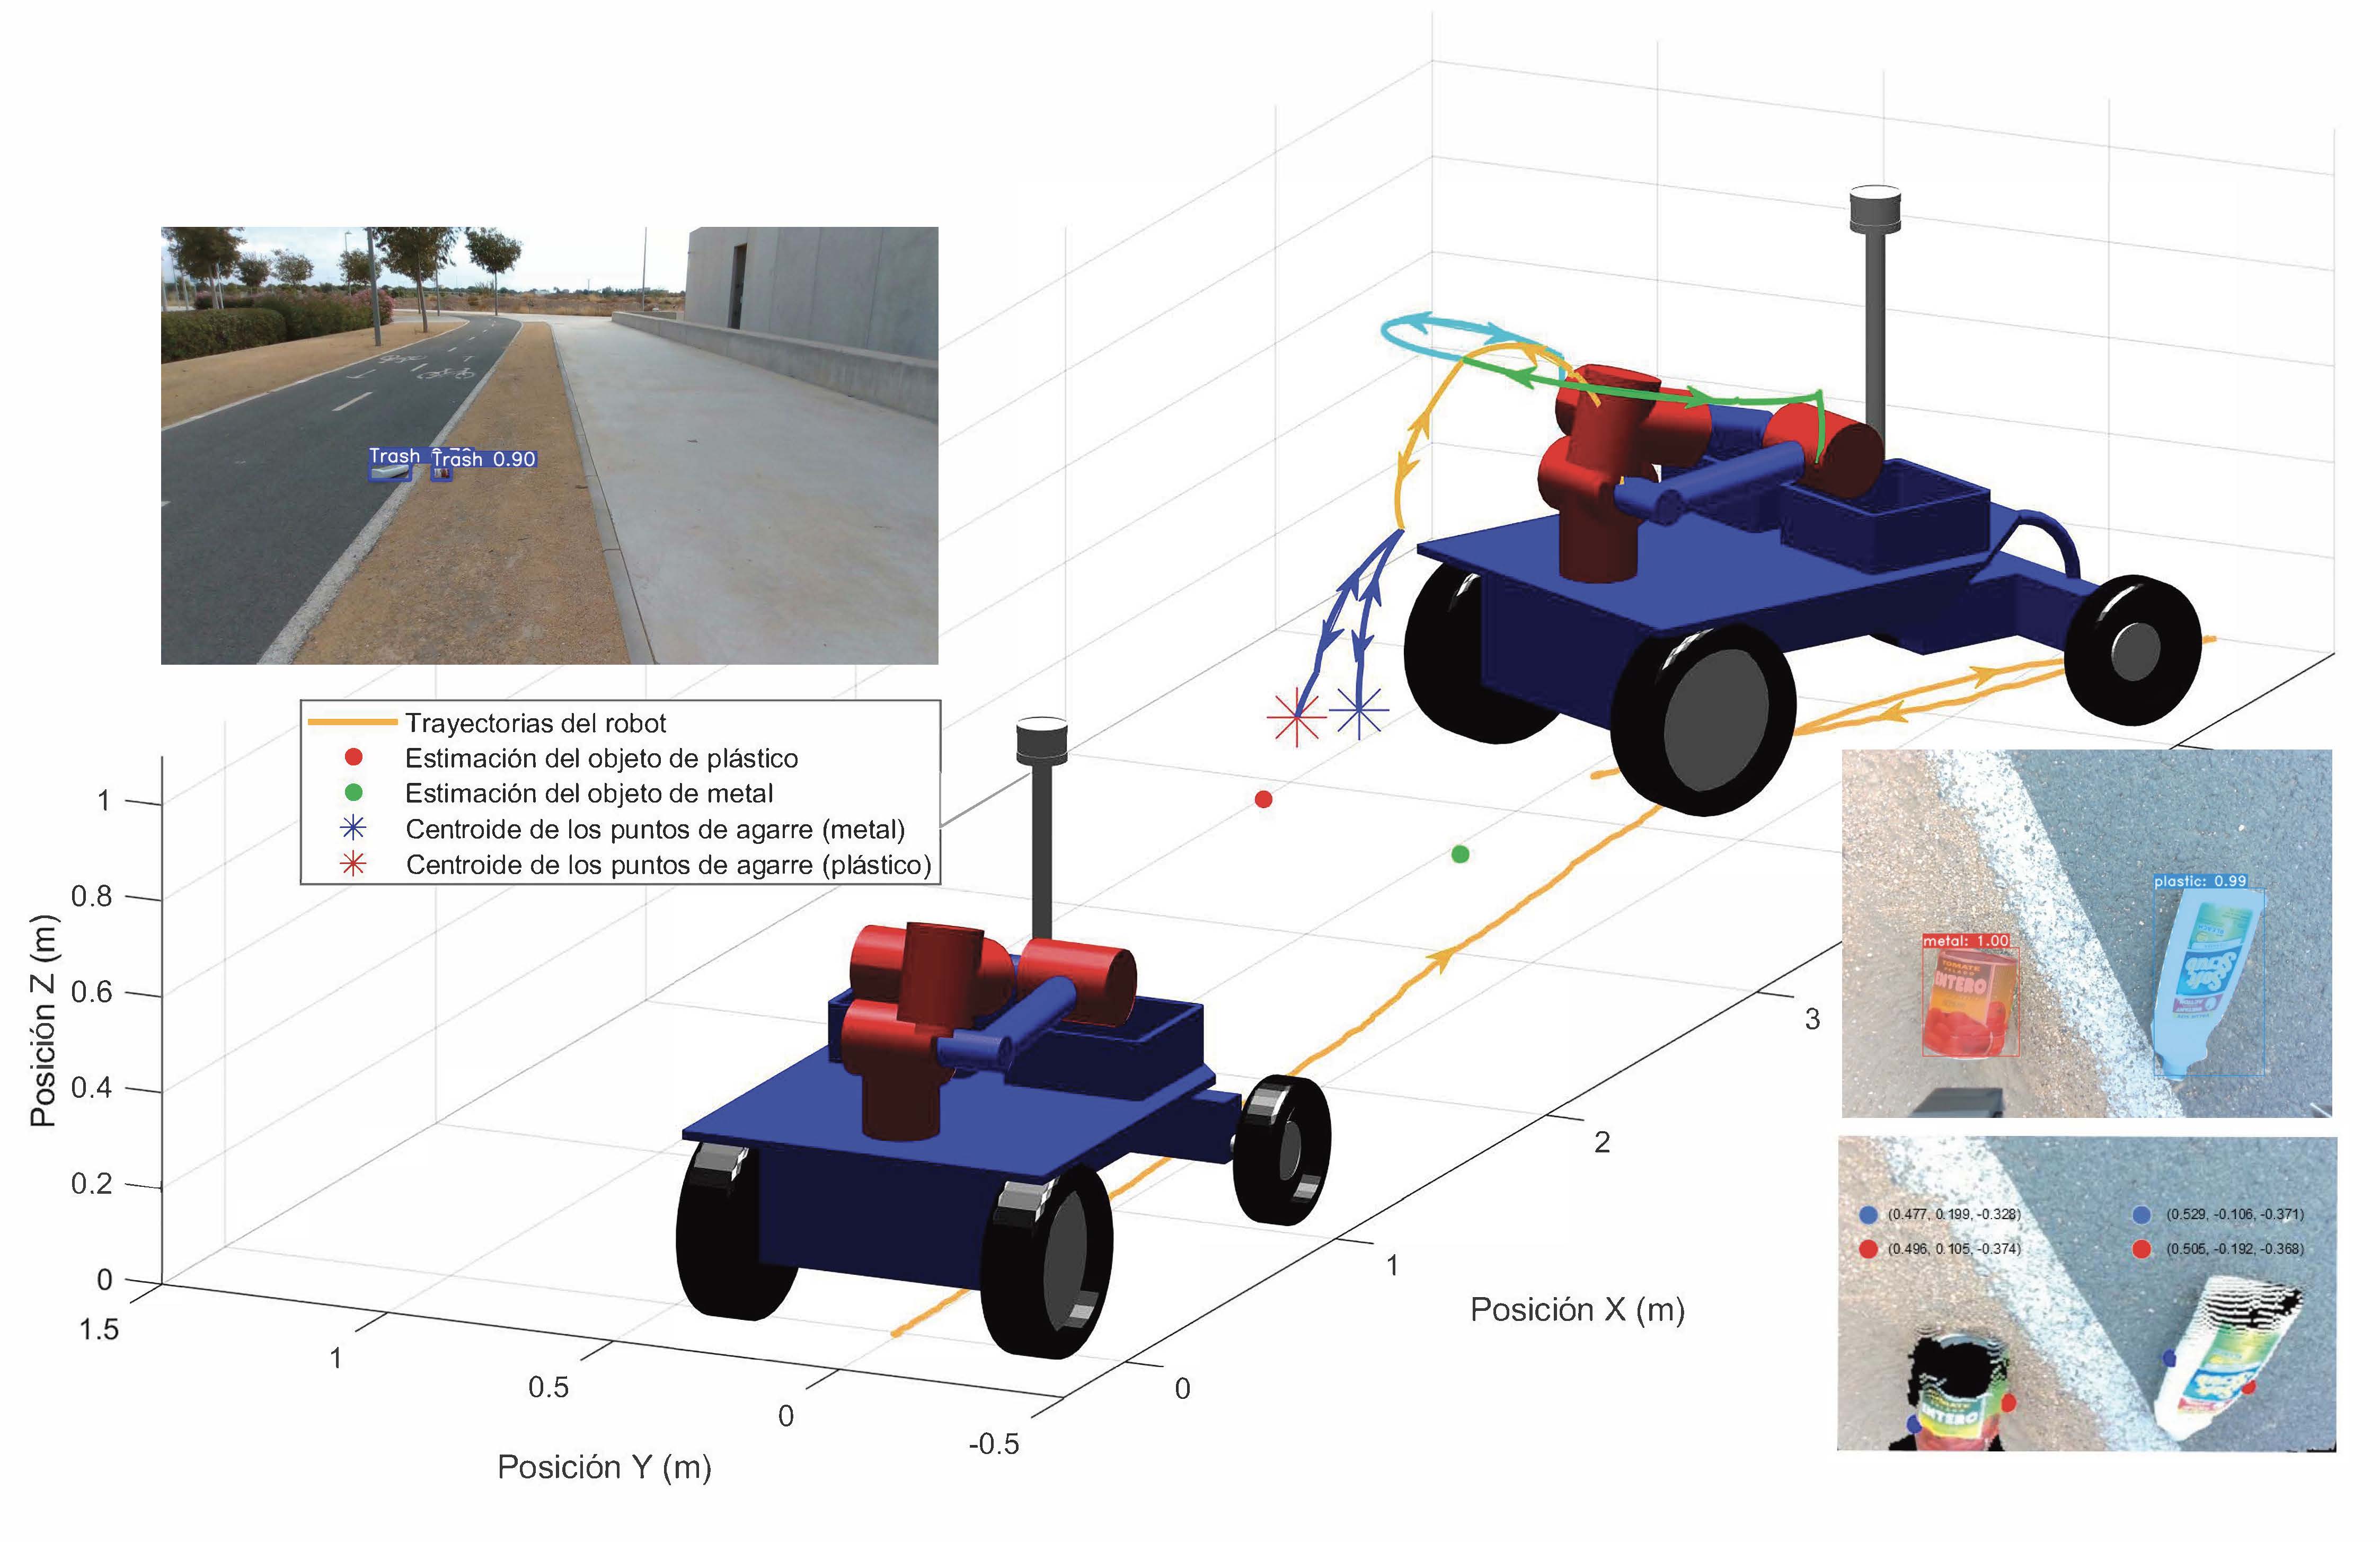 Trash
Trash 0.90
Trayectorias del robot
Estimación del objeto de plástico
Estimación del objeto de metal
Centroide de los puntos de agarre (metal)
Centroide de los puntos de agarre (plástico)
Posición Z (m)
1
0.8
0.6
0.4
0.2
0
1.5
1
0.5
0
-0.5
Posición Y (m)
0
1
2
3
Posición X (m)
plastic: 0.99
metal: 1.00
TOMATE
ENTERO
(0.477, 0.199, -0.328)
(0.529, -0.106, -0.371)
(0.496, 0.105, -0.374)
(0.505, -0.192, -0.368)
NTERO